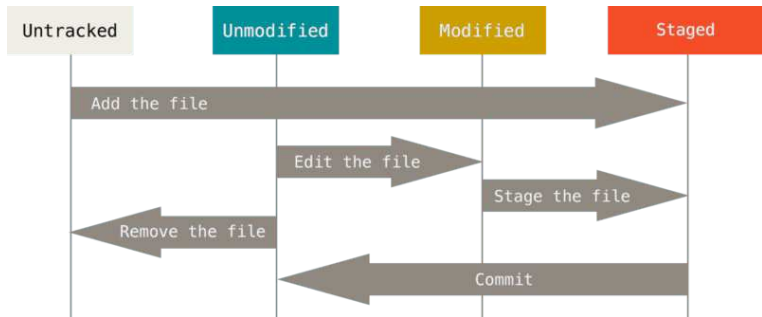 Untracked
Unmodified
Modified
Staged
Add the file
Edit the file
Stage the file
Remove the file
Commit